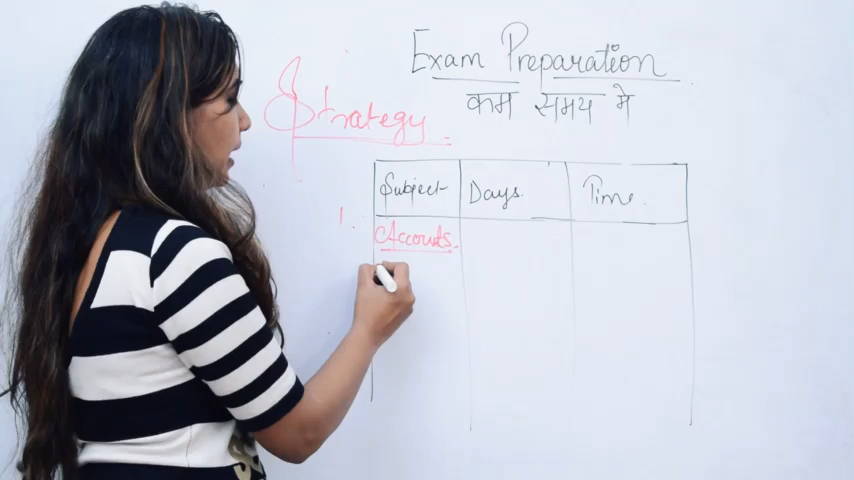 Exam Preparation
कम समय मे
Strategy
Subject Days. Time.
1.
Accounts.